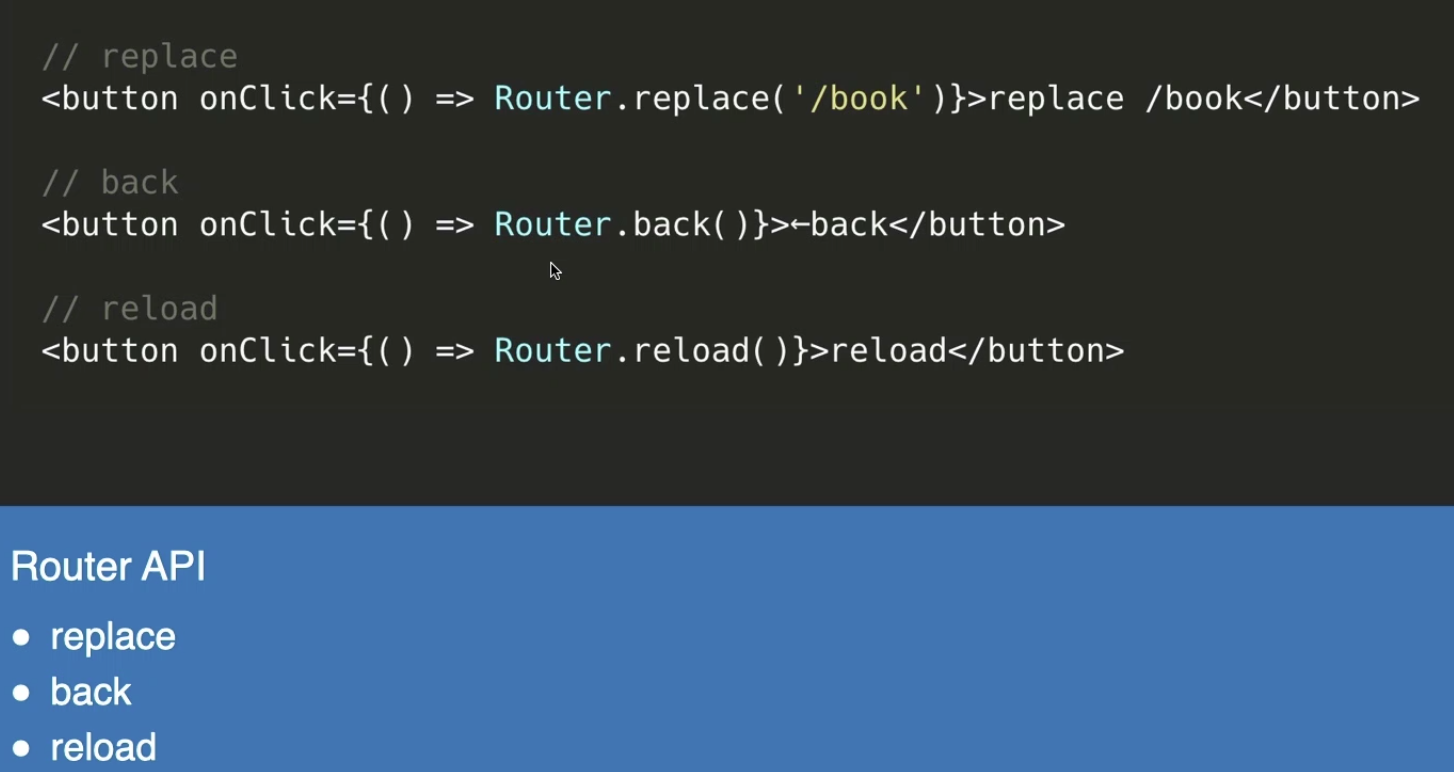 // replace
<button onClick={() => Router.replace('/book')}>replace /book</button>
// back
<button onClick={() => Router.back()}>←back</button>
// reload
<button onClick={() => Router.reload()}>reload</button>
Router API
● replace
● back
● reload